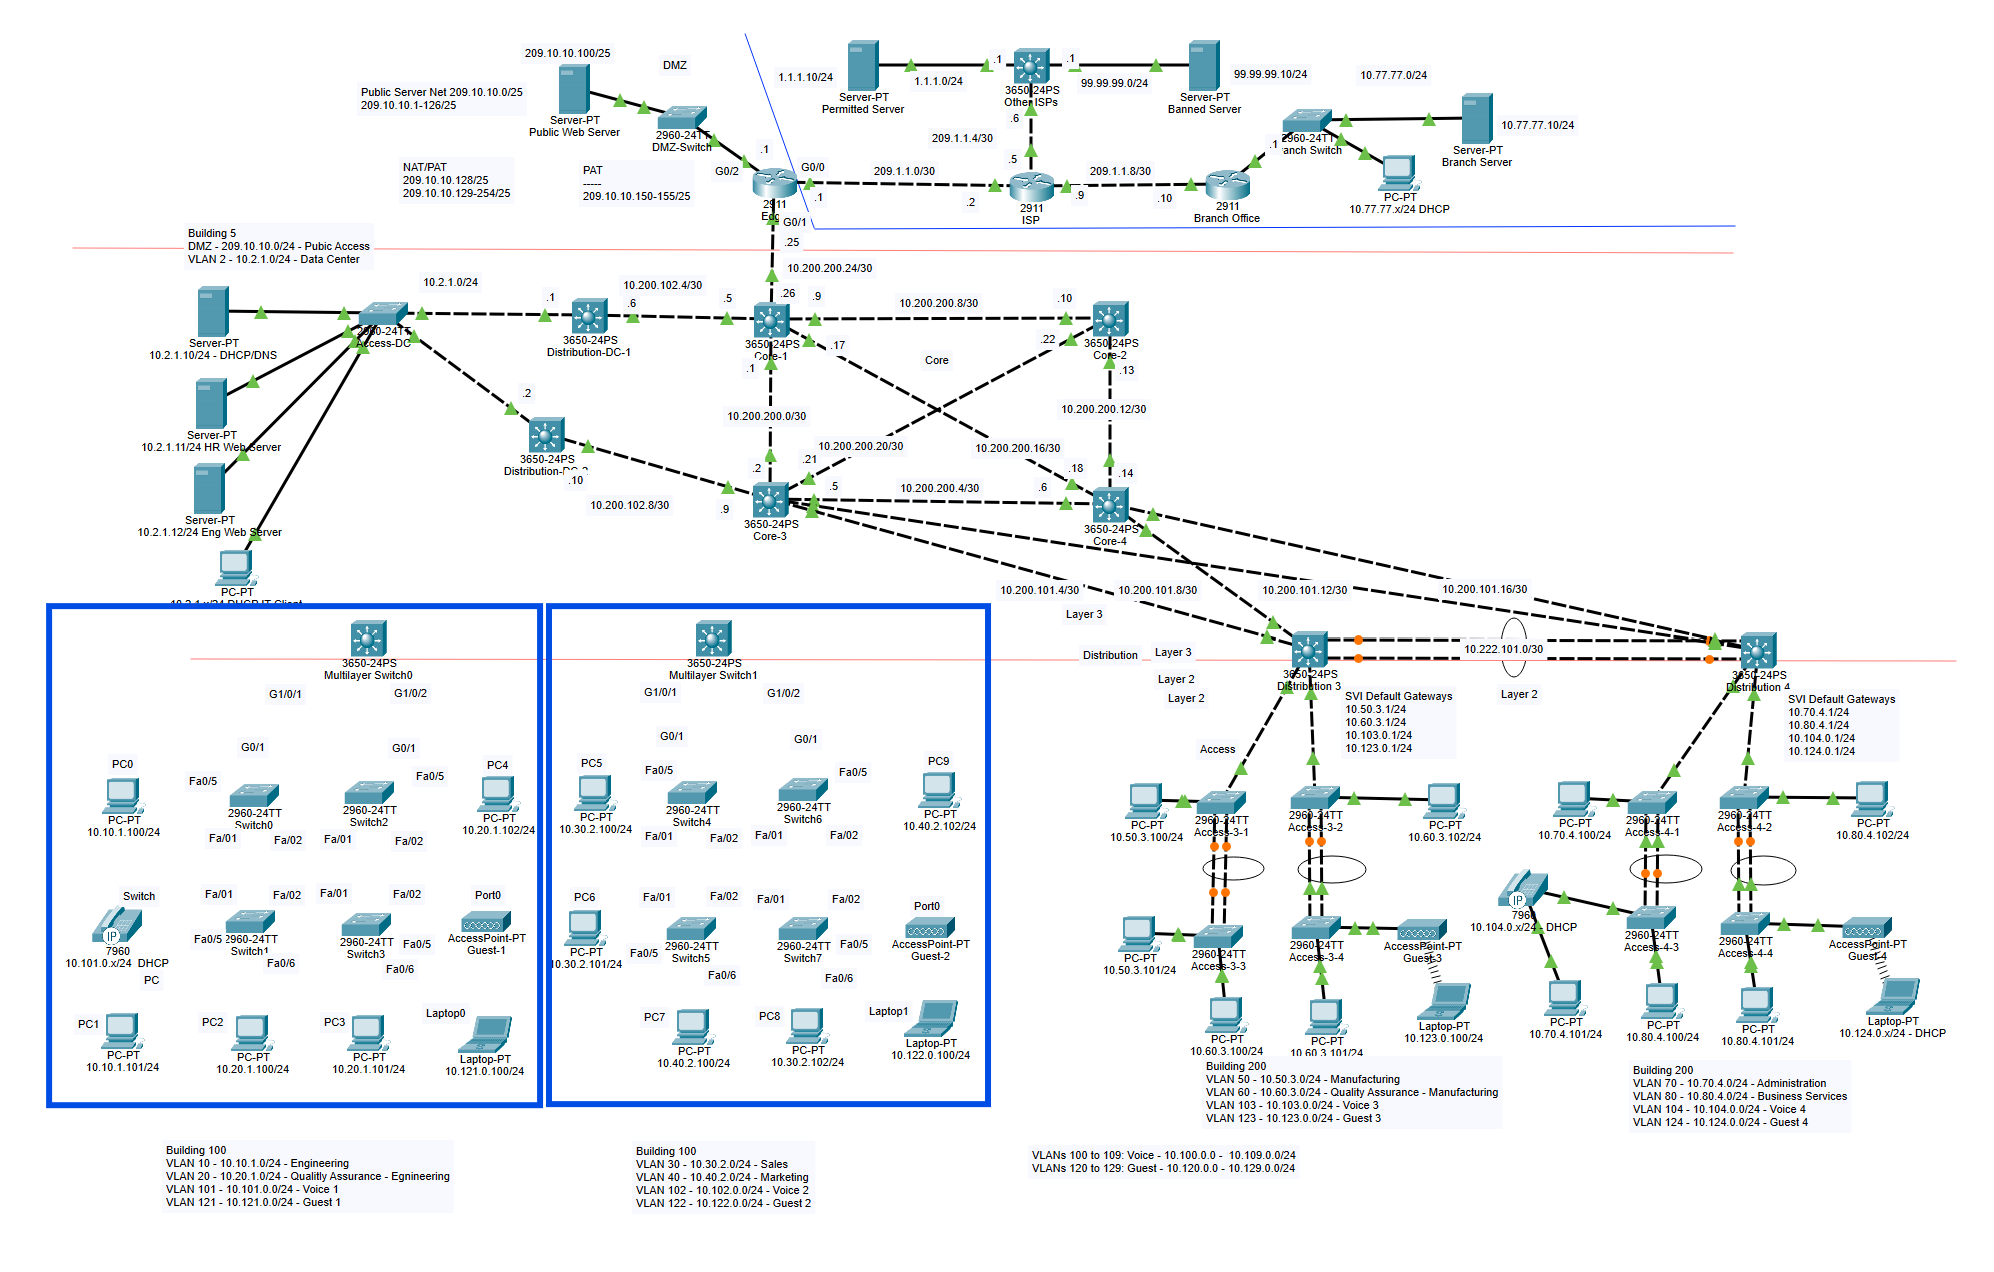 209.10.10.100/25
DMZ
Public Server Net 209.10.10.0/25
209.10.10.1-126/25
Server-PT
Public Web Server
2960-24TT
DMZ-Switch
.1
G0/2
G0/0
NAT/PAT
209.10.10.128/25
209.10.10.129-254/25
PAT
-----
209.10.10.150-155/25
2911
.1
G0/1
.25
1.1.1.10/24
Server-PT
Permitted Server
1.1.1.0/24
.1
.1
3650-24PS
Other ISPs
.6
99.99.99.0/24
Server-PT
Banned Server
99.99.99.10/24
10.77.77.0/24
209.1.1.4/30
.5
209.1.1.0/30
.2
2911
ISP
.9
209.1.1.8/30
.10
2911
Branch Office
.1
2960-24TT
Server-PT
Branch Server
10.77.77.10/24
PC-PT
10.77.77.x/24 DHCP
Building 5
DMZ - 209.10.10.0/24 - Pubic Access
VLAN 2 - 10.2.1.0/24 - Data Center
10.2.1.0/24
Server-PT
10.2.1.10/24 - DHCP/DNS
2960-24TT
Access-DC
.1
.6
3650-24PS
Distribution-DC-1
10.200.102.4/30
.5
10.200.200.24/30
.26
.9
3650-24PS
Core-1
.17
.1
10.200.200.8/30
.10
.22
3650-24PS
Core-2
.13
Core
Server-PT
10.2.1.11/24 HR Web Server
.2
3650-24PS
.10
10.200.102.8/30
10.200.200.0/30
10.200.200.12/30
10.200.200.20/30
10.200.200.16/30
.2
.21
.18
.14
.5
10.200.200.4/30
.6
.9
3650-24PS
Core-3
3650-24PS
Core-4
Server-PT
10.2.1.12/24 Eng Web Server
PC-PT
10.200.101.4/30
10.200.101.8/30
10.200.101.12/30
10.200.101.16/30
Layer 3
Distribution
Layer 3
Layer 2
Layer 2
10.222.101.0/30
Layer 2
3650-24PS
Distribution 3
3650-24PS
Distribution 4
SVI Default Gateways
10.50.3.1/24
10.60.3.1/24
10.103.0.1/24
10.123.0.1/24
SVI Default Gateways
10.70.4.1/24
10.80.4.1/24
10.104.0.1/24
10.124.0.1/24
Access
3650-24PS
Multilayer Switch0
G1/0/1
G1/0/2
G0/1
G0/1
PC0
PC-PT
10.10.1.100/24
Fa0/5
2960-24TT
Switch0
2960-24TT
Switch2
Fa0/5
PC4
PC-PT
10.20.1.102/24
Fa/01
Fa/02
Fa/01
Fa/02
Fa/01
Fa/02
Fa/01
Fa/02
Switch
7960
10.101.0.x/24 DHCP
PC
Fa0/5
2960-24TT
Switch1
Fa0/6
2960-24TT
Switch3
Fa0/5
Fa0/6
Port0
AccessPoint-PT
Guest-1
PC1
PC-PT
10.10.1.101/24
PC2
PC-PT
10.20.1.100/24
PC3
PC-PT
10.20.1.101/24
Laptop0
Laptop-PT
10.121.0.100/24
3650-24PS
Multilayer Switch1
G1/0/1
G1/0/2
G0/1
G0/1
PC5
PC-PT
10.30.2.100/24
Fa0/5
2960-24TT
Switch4
2960-24TT
Switch6
Fa0/5
PC9
PC-PT
10.40.2.102/24
Fa/01
Fa/02
Fa/01
Fa/02
Fa/01
Fa/02
Fa/01
Fa/02
PC6
PC-PT
10.30.2.101/24
Fa0/5
2960-24TT
Switch5
Fa0/6
2960-24TT
Switch7
Fa0/5
Fa0/6
Port0
AccessPoint-PT
Guest-2
PC7
PC-PT
10.40.2.100/24
PC8
PC-PT
10.30.2.102/24
Laptop1
Laptop-PT
10.122.0.100/24
PC-PT
10.50.3.100/24
2960-24TT
Access-3-1
2960-24TT
Access-3-2
PC-PT
10.60.3.102/24
PC-PT
10.50.3.101/24
2960-24TT
Access-3-3
2960-24TT
Access-3-4
AccessPoint-PT
Guest-3
PC-PT
10.60.3.100/24
PC-PT
10.60.3.101/24
Laptop-PT
10.123.0.100/24
PC-PT
10.70.4.100/24
2960-24TT
Access-4-1
2960-24TT
Access-4-2
PC-PT
10.80.4.102/24
7960
10.104.0.x/24 - DHCP
2960-24TT
Access-4-3
2960-24TT
Access-4-4
AccessPoint-PT
Guest-4
PC-PT
10.70.4.101/24
PC-PT
10.80.4.100/24
PC-PT
10.80.4.101/24
Laptop-PT
10.124.0.x/24 - DHCP
Building 200
VLAN 50 - 10.50.3.0/24 - Manufacturing
VLAN 60 - 10.60.3.0/24 - Quality Assurance - Manufacturing
VLAN 103 - 10.103.0.0/24 - Voice 3
VLAN 123 - 10.123.0.0/24 - Guest 3
Building 200
VLAN 70 - 10.70.4.0/24 - Administration
VLAN 80 - 10.80.4.0/24 - Business Services
VLAN 104 - 10.104.0.0/24 - Voice 4
VLAN 124 - 10.124.0.0/24 - Guest 4
Building 100
VLAN 10 - 10.10.1.0/24 - Engineering
VLAN 20 - 10.20.1.0/24 - Qualitly Assurance - Egnineering
VLAN 101 - 10.101.0.0/24 - Voice 1
VLAN 121 - 10.121.0.0/24 - Guest 1
Building 100
VLAN 30 - 10.30.2.0/24 - Sales
VLAN 40 - 10.40.2.0/24 - Marketing
VLAN 102 - 10.102.0.0/24 - Voice 2
VLAN 122 - 10.122.0.0/24 - Guest 2
VLANs 100 to 109: Voice - 10.100.0.0 - 10.109.0.0/24
VLANs 120 to 129: Guest - 10.120.0.0 - 10.129.0.0/24